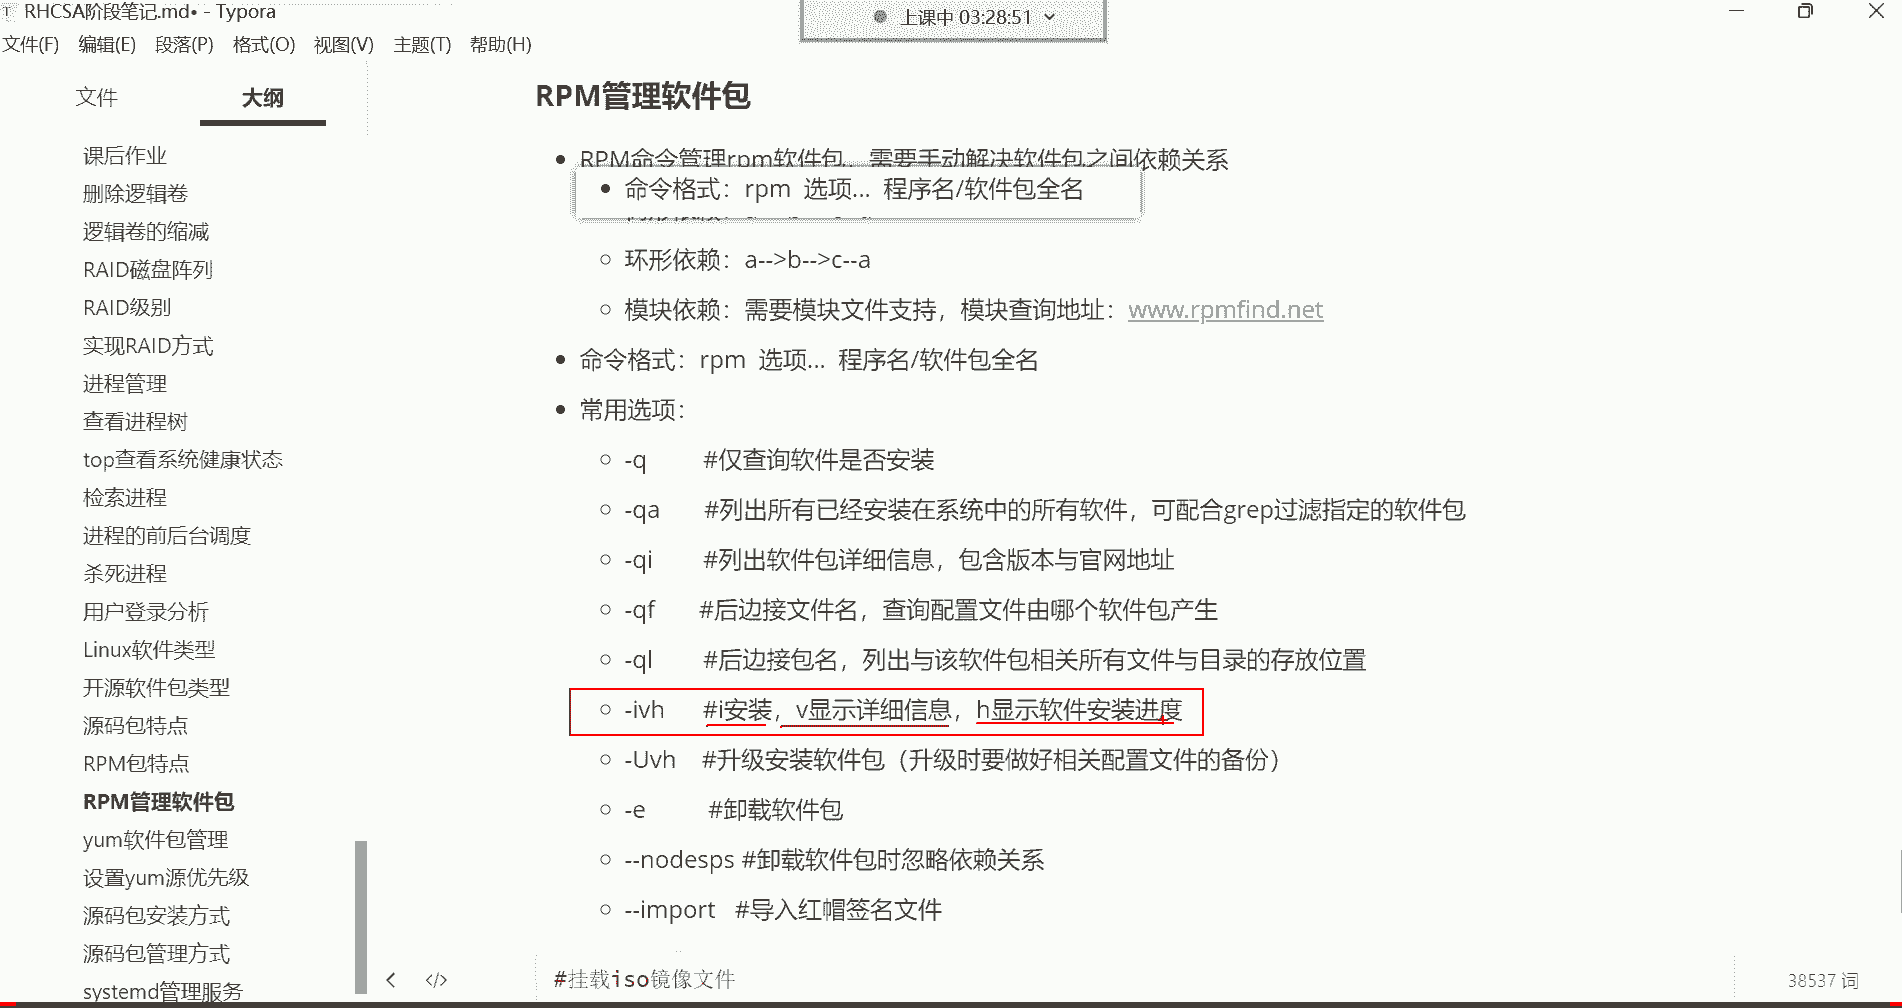 RHCSA阶段笔记.md• - Typora
上课中 03:28:51
文件(F) 编辑(E) 段落(P) 格式(O) 视图(V) 主题(T) 帮助(H)
文件 大纲
课后作业
删除逻辑卷
逻辑卷的缩减
RAID磁盘阵列
RAID级别
实现RAID方式
进程管理
查看进程树
top查看系统健康状态
检索进程
进程的前后台调度
杀死进程
用户登录分析
Linux软件类型
开源软件包类型
源码包特点
RPM包特点
RPM管理软件包
yum软件包管理
设置yum源优先级
源码包安装方式
源码包管理方式
systemd管理服务
RPM管理软件包
RPM命令管理rpm软件包，需要手动解决软件包之间依赖关系
命令格式：rpm 选项... 程序名/软件包全名
环形依赖：a-->b-->c--a
模块依赖：需要模块文件支持，模块查询地址：www.rpmfind.net
命令格式：rpm 选项... 程序名/软件包全名
常用选项：
-q #仅查询软件是否安装
-qa #列出所有已经安装在系统中的所有软件，可配合grep过滤指定的软件包
-qi #列出软件包详细信息，包含版本与官网地址
-qf #后边接文件名，查询配置文件由哪个软件包产生
-ql #后边接包名，列出与该软件包相关所有文件与目录的存放位置
-ivh #i安装，v显示详细信息，h显示软件安装进度
-Uvh #升级安装软件包（升级时要做好相关配置文件的备份）
-e #卸载软件包
--nodesps #卸载软件包时忽略依赖关系
--import #导入红帽签名文件
#挂载iso镜像文件
38537 词